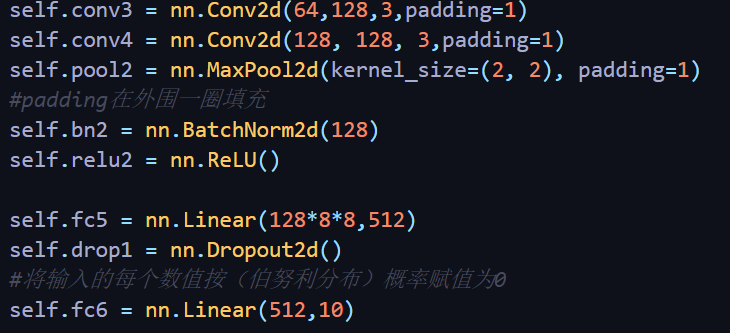 self.conv3 = nn.Conv2d(64,128,3,padding=1)
self.conv4 = nn.Conv2d(128, 128, 3,padding=1)
self.pool2 = nn.MaxPool2d(kernel_size=(2, 2), padding=1)
#padding在外围一圈填充
self.bn2 = nn.BatchNorm2d(128)
self.relu2 = nn.ReLU()
self.fc5 = nn.Linear(128*8*8,512)
self.drop1 = nn.Dropout2d()
#将输入的每个数值按（伯努利分布）概率赋值为0
self.fc6 = nn.Linear(512,10)